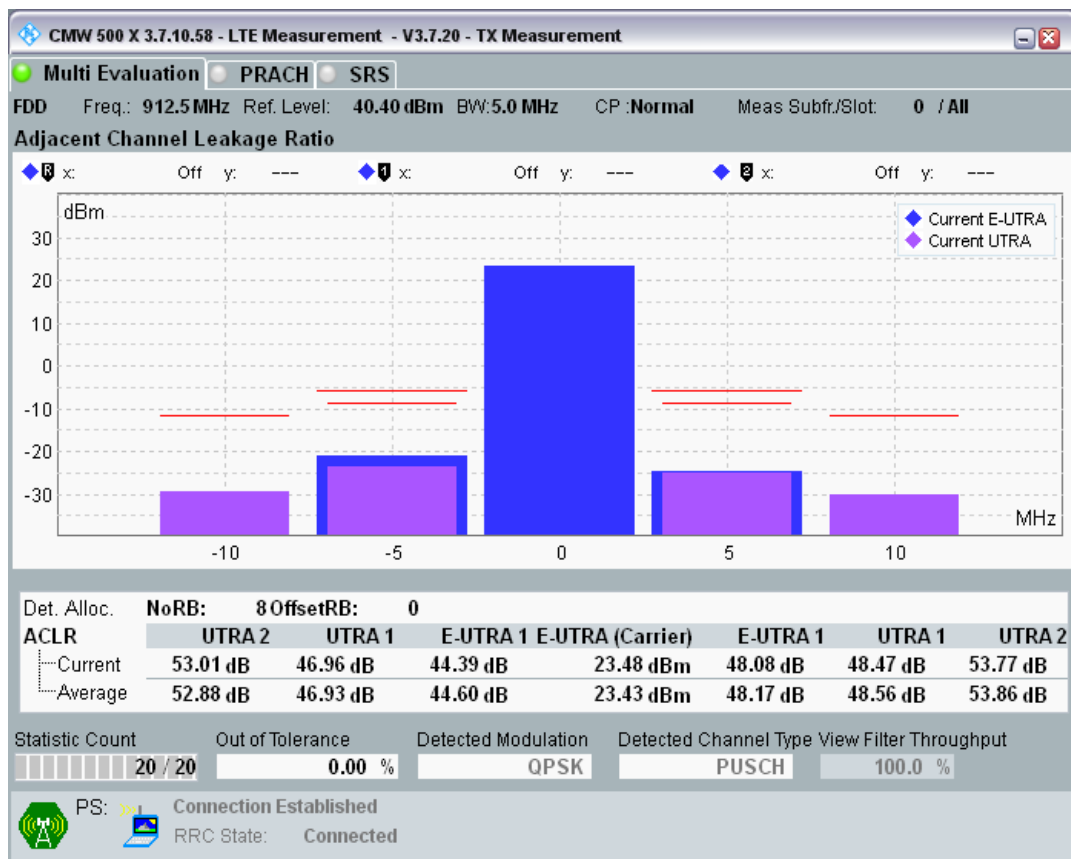 CMW 500 X 3.7.10.58 - LTE Measurement - V3.7.20 - TX Measurement
Multi Evaluation PRACH SRS
FDD Freq.: 912.5 MHz Ref. Level: 40.40 dBm BW:5.0 MHz CP :Normal Meas Subfr./Slot: 0 / All
Adjacent Channel Leakage Ratio
R x: Off y: --- 1 x: Off y: --- 2 x: Off y: ---
dBm
Current E-UTRA
Current UTRA
30
20
10
0
-10
-20
-30
MHz
-10 -5 0 5 10
Det. Alloc. NoRB: 8 OffsetRB: 0
ACLR UTRA 2 UTRA 1 E-UTRA 1 E-UTRA (Carrier) E-UTRA 1 UTRA 1 UTRA 2
Current 53.01 dB 46.96 dB 44.39 dB 23.48 dBm 48.08 dB 48.47 dB 53.77 dB
Average 52.88 dB 46.93 dB 44.60 dB 23.43 dBm 48.17 dB 48.56 dB 53.86 dB
Statistic Count Out of Tolerance Detected Modulation Detected Channel Type View Filter Throughput
20 / 20 0.00 % QPSK PUSCH 100.0 %
PS: Connection Established
RRC State: Connected